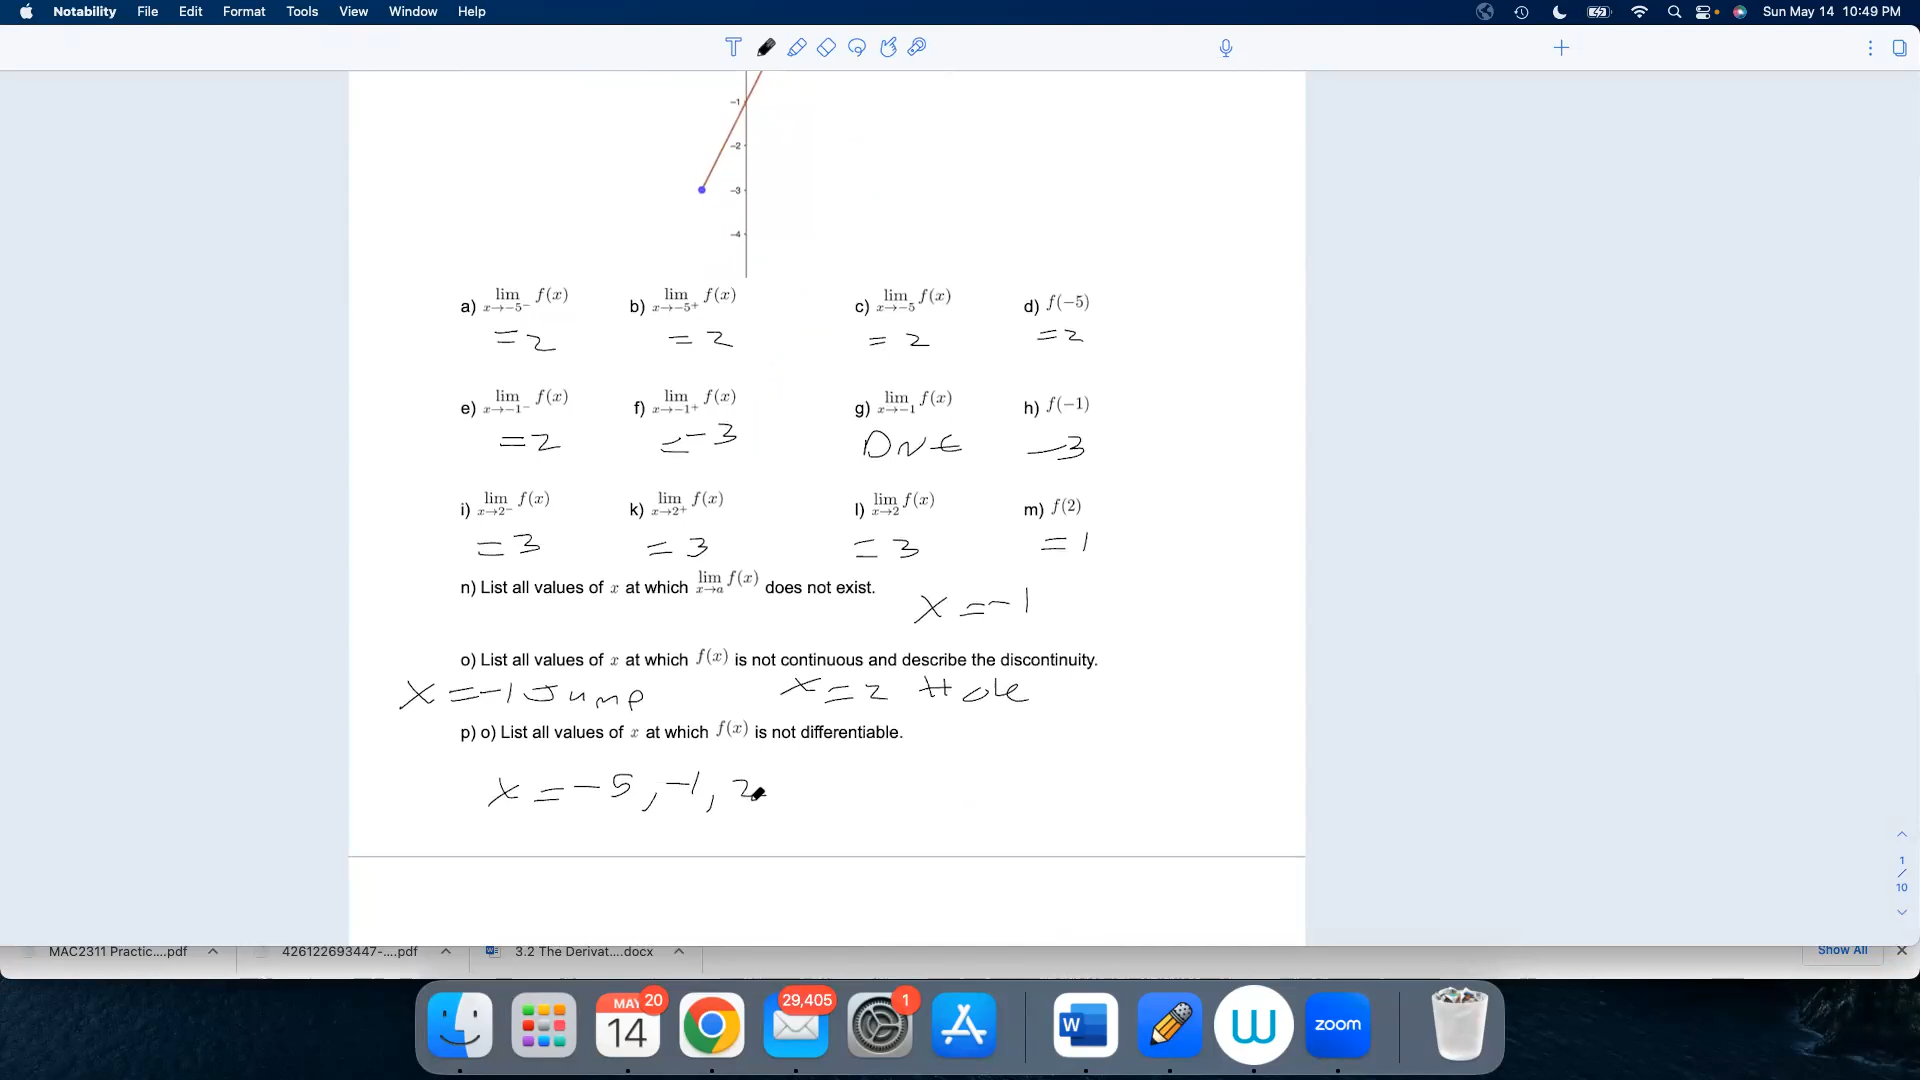 Notability File Edit Format Tools View Window Help Sun May 14 10:49 PM
-1
-2
-3
-4
a) lim x→-5⁻ f(x) b) lim x→-5⁺ f(x) c) lim x→-5 f(x) d) f(-5)
=2 =2 =2 =2
e) lim x→-1⁻ f(x) f) lim x→-1⁺ f(x) g) lim x→-1 f(x) h) f(-1)
=2 =-3 DNE -3
i) lim x→2⁻ f(x) k) lim x→2⁺ f(x) l) lim x→2 f(x) m) f(2)
=3 =3 =3 =1
n) List all values of x at which lim x→a f(x) does not exist.
x=-1
o) List all values of x at which f(x) is not continuous and describe the discontinuity.
x=-1 Jump x=2 Hole
p) o) List all values of x at which f(x) is not differentiable.
x=-5,-1,2
1
/
10
MAC2311 Practic....pdf 426122693447-....pdf 3.2 The Derivat....docx Show All
MAY 20 29,405 1
14 W W zoom